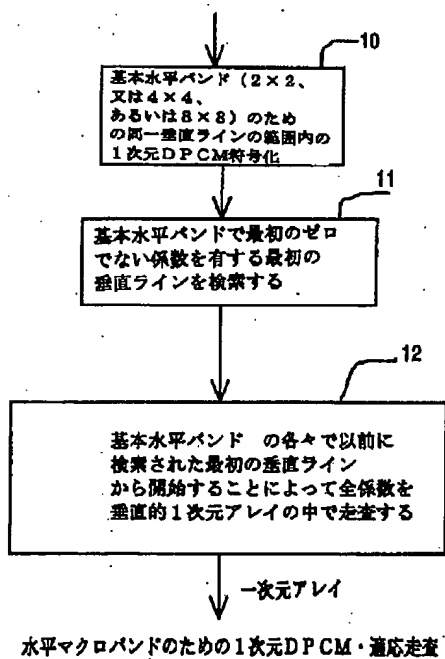 10
基本水平バンド（２×２、
又は４×４、
あるいは８×８）のため
の同一垂直ラインの範囲内の
１次元ＤＰＣＭ符号化
11
基本水平バンドで最初のゼロ
でない係数を有する最初の
垂直ラインを検索する
12
基本水平バンド の各々で以前に
検索された最初の垂直ライン
から開始することによって全係数を
垂直的１次元アレイの中で走査する
一次元アレイ
水平マクロバンドのための１次元ＤＰＣＭ・適応走査